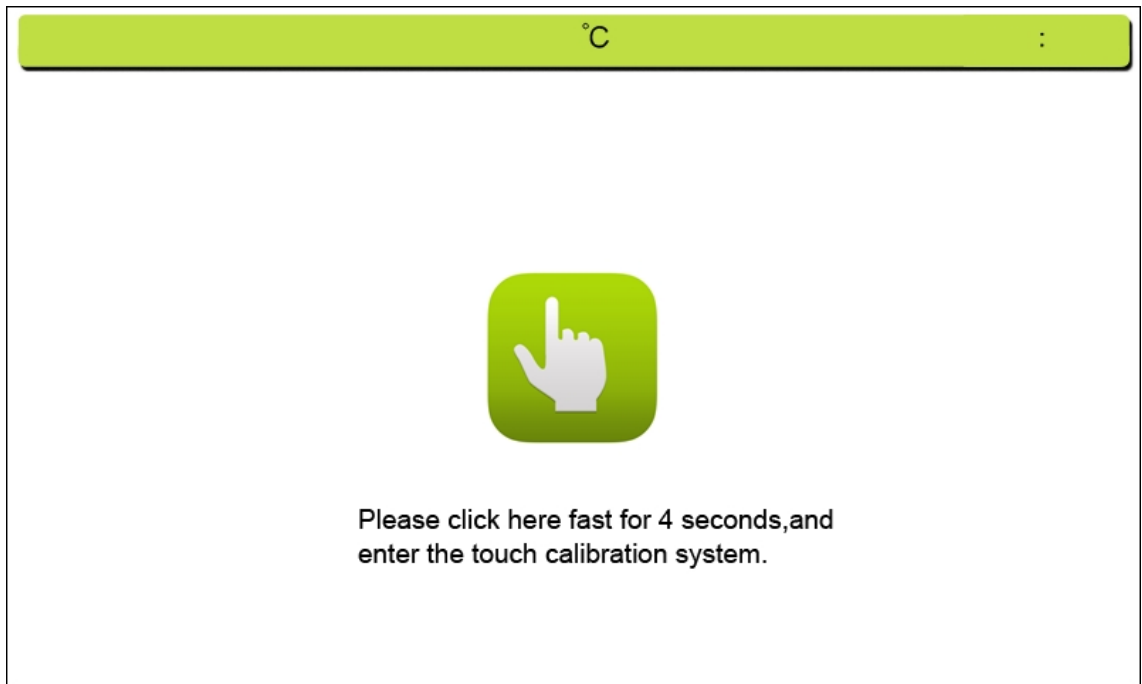 °C :
Please click here fast for 4 seconds,and
enter the touch calibration system.